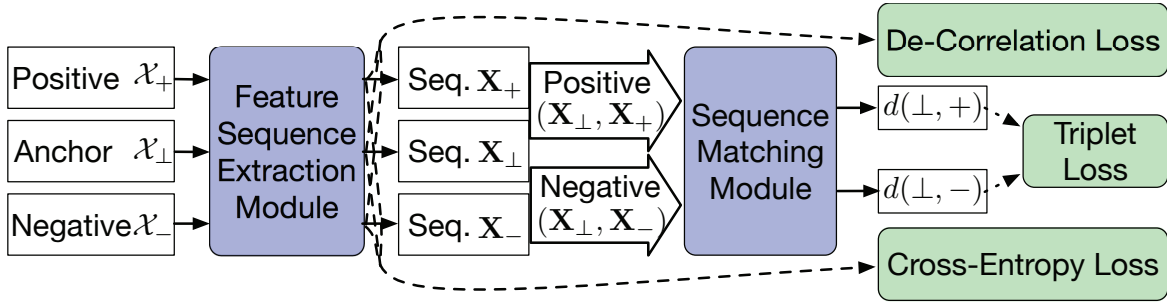 Positive 𝒳₊
Anchor 𝒳⊥
Negative 𝒳₋
Feature
Sequence
Extraction
Module
Seq. 𝐗₊
Seq. 𝐗⊥
Seq. 𝐗₋
Positive
(𝐗⊥, 𝐗₊)
Negative
(𝐗⊥, 𝐗₋)
Sequence
Matching
Module
De-Correlation Loss
d(⊥, +)
d(⊥, −)
Triplet
Loss
Cross-Entropy Loss